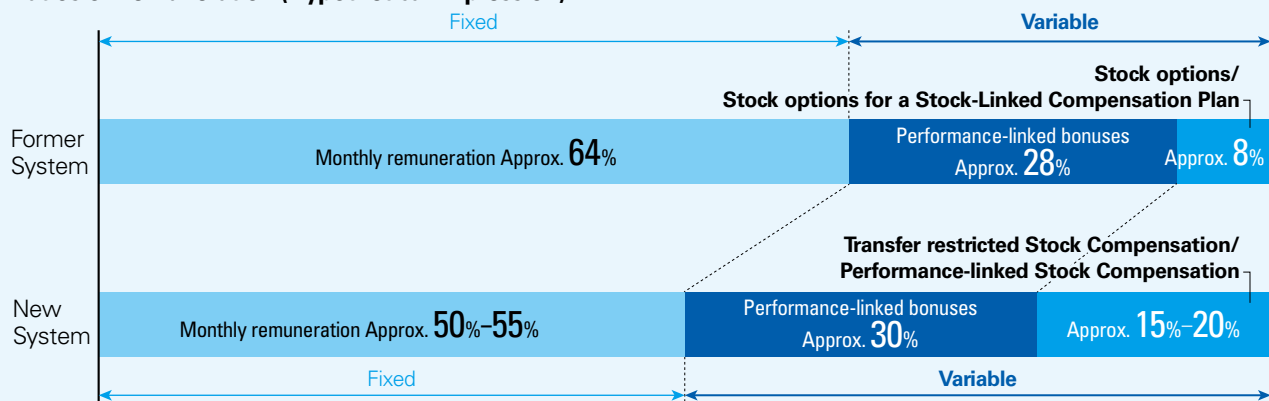 Fixed
Variable
Stock options/
Stock options for a Stock-Linked Compensation Plan
Former
System
Monthly remuneration Approx. 64%
Performance-linked bonuses
Approx. 28%
Approx. 8%
Transfer restricted Stock Compensation/
Performance-linked Stock Compensation
New
System
Monthly remuneration Approx. 50%–55%
Performance-linked bonuses
Approx. 30%
Approx. 15%–20%
Fixed
Variable